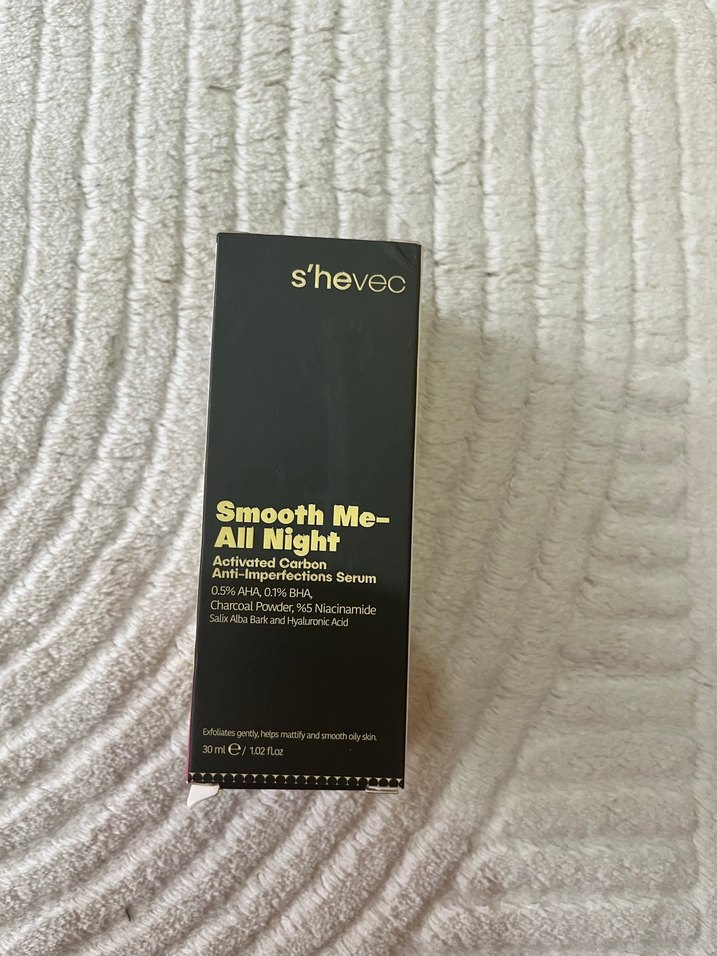 s'hevec
Smooth Me-
All Night
Activated Carbon
Anti-Imperfections Serum
0.5% AHA, 0.1% BHA,
Charcoal Powder, %5 Niacinamide
Salix Alba Bark and Hyaluronic Acid
Exfoliates gently, helps mattify and smooth oily skin.
30 ml ℮/ 1.02 fl.oz